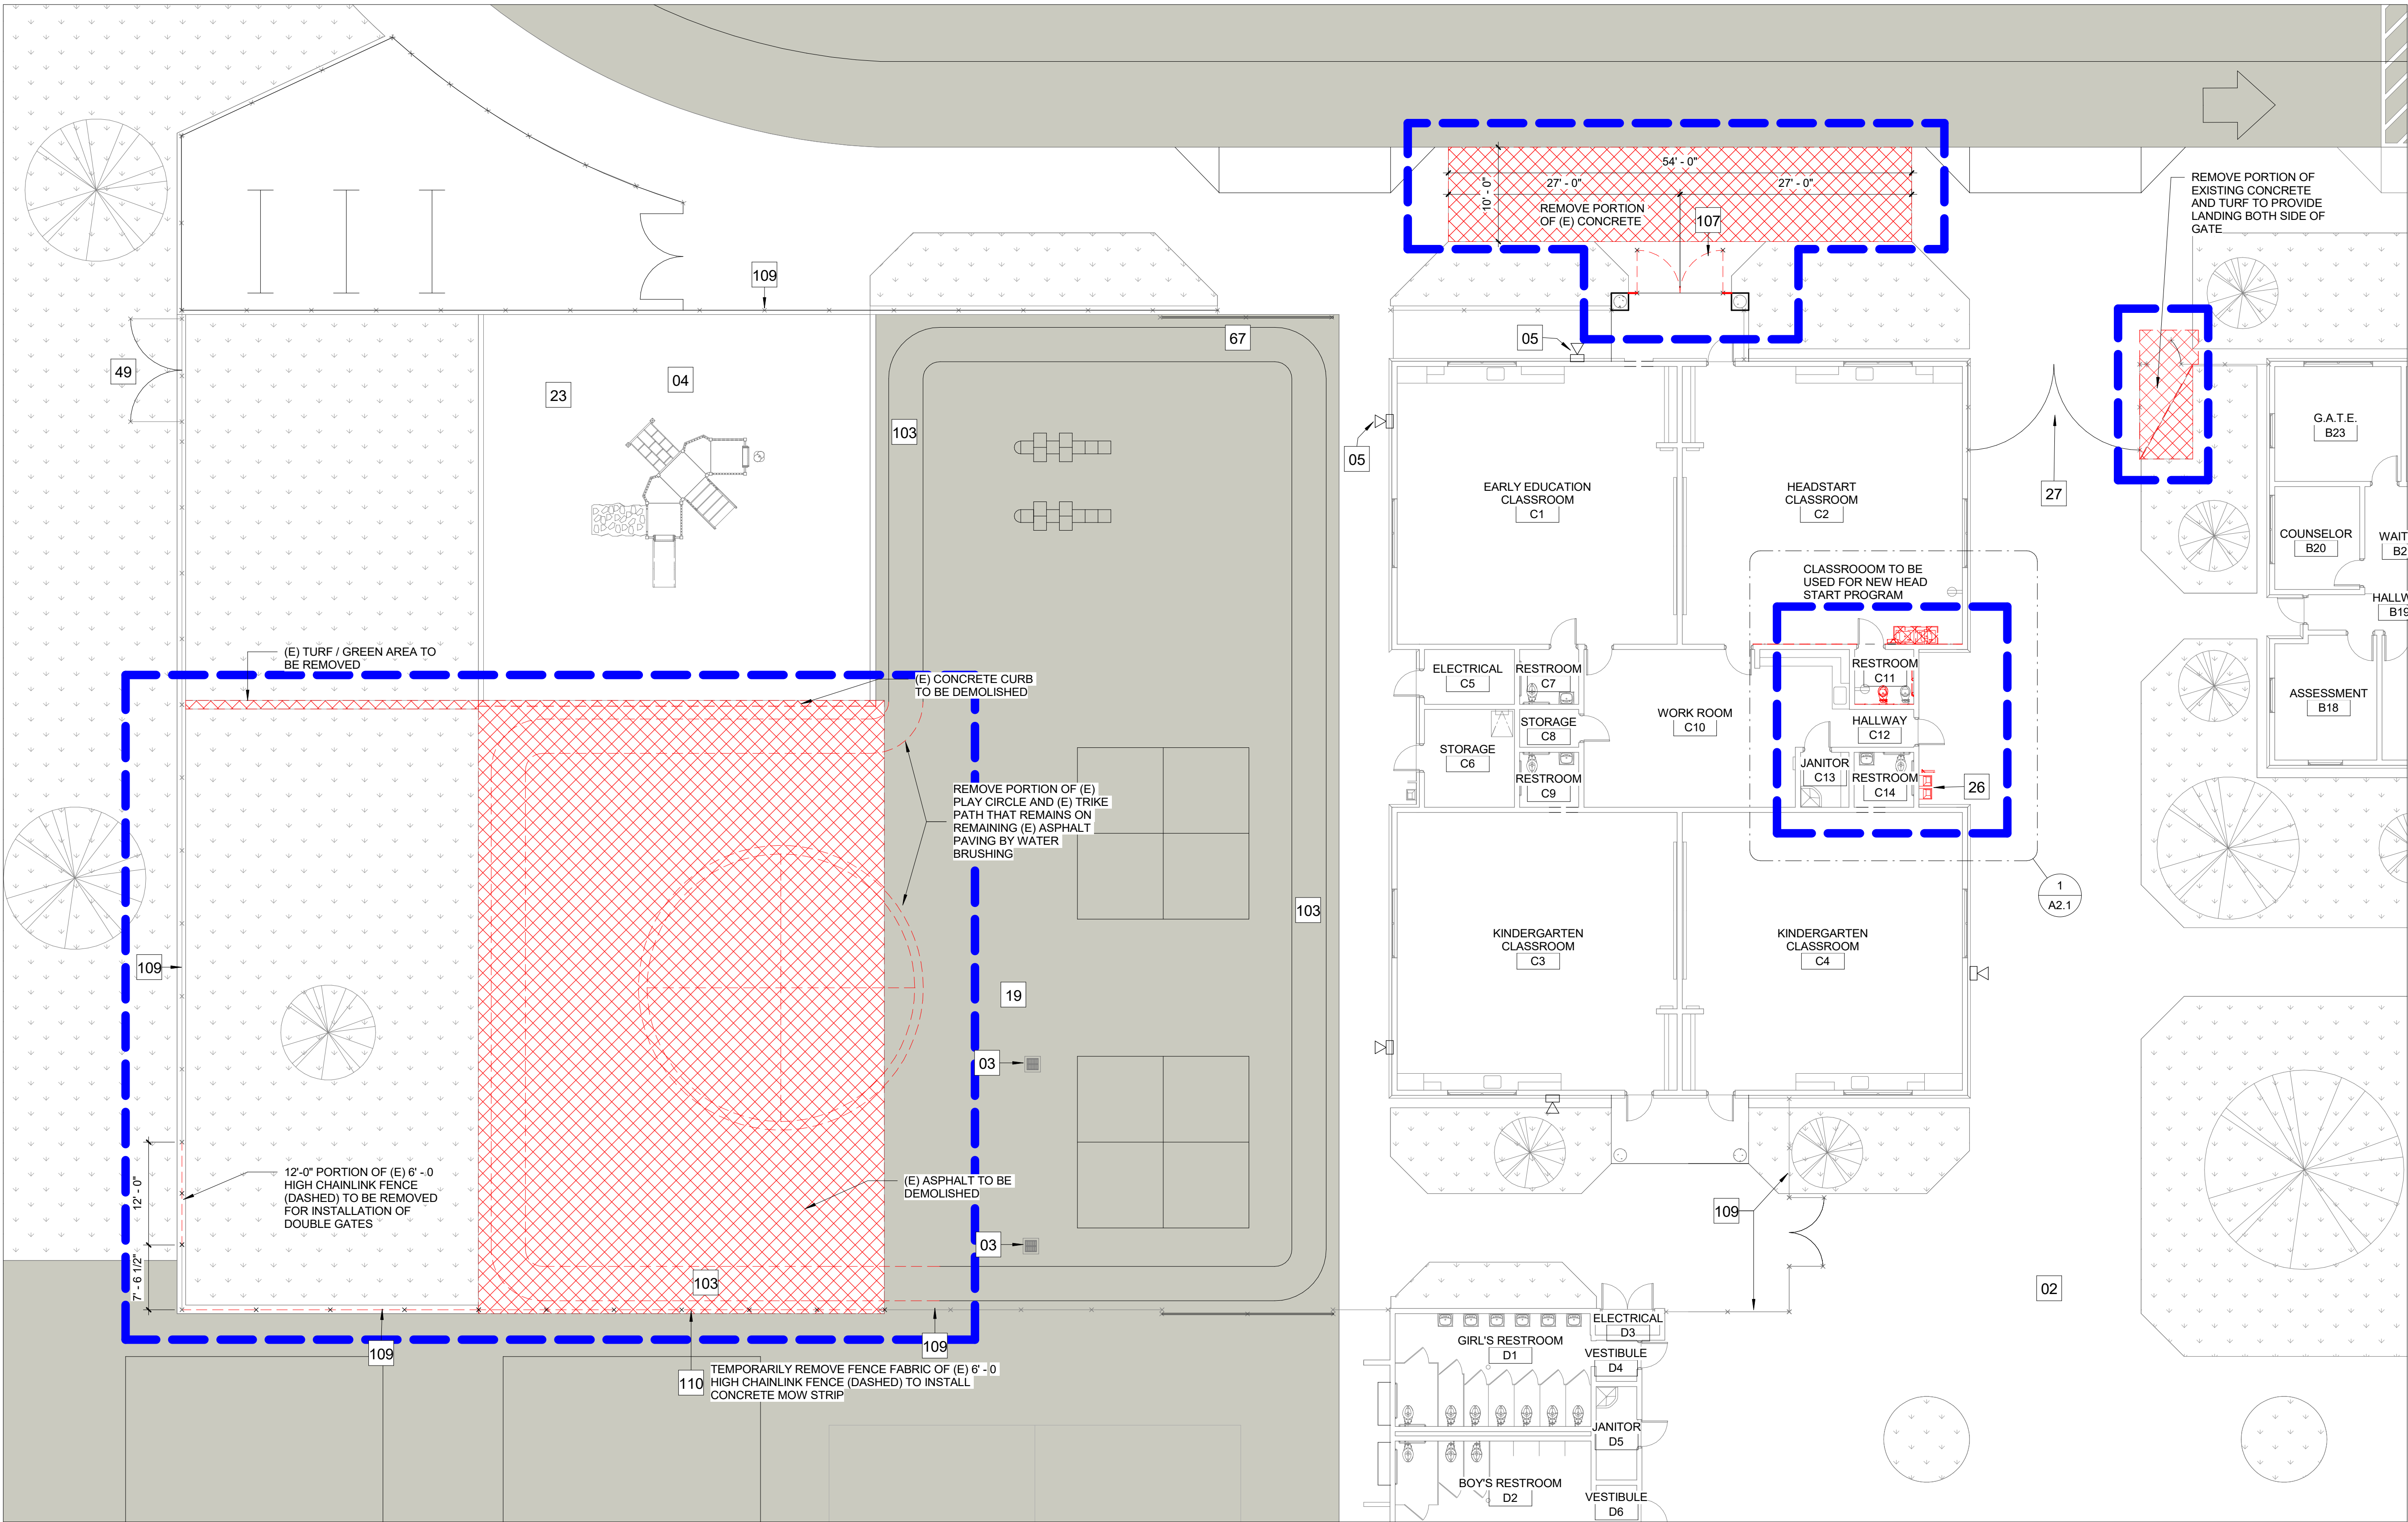 54' - 0"
27' - 0"
27' - 0"
10' - 0"
REMOVE PORTION
OF (E) CONCRETE
107
REMOVE PORTION OF
EXISTING CONCRETE
AND TURF TO PROVIDE
LANDING BOTH SIDE OF
GATE
109
67
05
49
04
23
103
05
27
G.A.T.E.
B23
EARLY EDUCATION
CLASSROOM
C1
HEADSTART
CLASSROOM
C2
COUNSELOR
B20
WAIT
B2
CLASSROOOM TO BE
USED FOR NEW HEAD
START PROGRAM
HALLW
B19
(E) TURF / GREEN AREA TO
BE REMOVED
(E) CONCRETE CURB
TO BE DEMOLISHED
ELECTRICAL
C5
RESTROOM
C7
RESTROOM
C11
ASSESSMENT
B18
WORK ROOM
C10
STORAGE
C8
HALLWAY
C12
STORAGE
C6
JANITOR
C13
RESTROOM
C9
RESTROOM
C14
26
REMOVE PORTION OF (E)
PLAY CIRCLE AND (E) TRIKE
PATH THAT REMAINS ON
REMAINING (E) ASPHALT
PAVING BY WATER
BRUSHING
1
A2.1
103
KINDERGARTEN
CLASSROOM
C3
KINDERGARTEN
CLASSROOM
C4
109
19
03
12'-0" PORTION OF (E) 6' - 0
HIGH CHAINLINK FENCE
(DASHED) TO BE REMOVED
FOR INSTALLATION OF
DOUBLE GATES
12' - 0"
7' - 6 1/2"
(E) ASPHALT TO BE
DEMOLISHED
109
03
103
02
ELECTRICAL
D3
GIRL'S RESTROOM
D1
VESTIBULE
D4
109
109
110
TEMPORARILY REMOVE FENCE FABRIC OF (E) 6' - 0
HIGH CHAINLINK FENCE (DASHED) TO INSTALL
CONCRETE MOW STRIP
JANITOR
D5
BOY'S RESTROOM
D2
VESTIBULE
D6